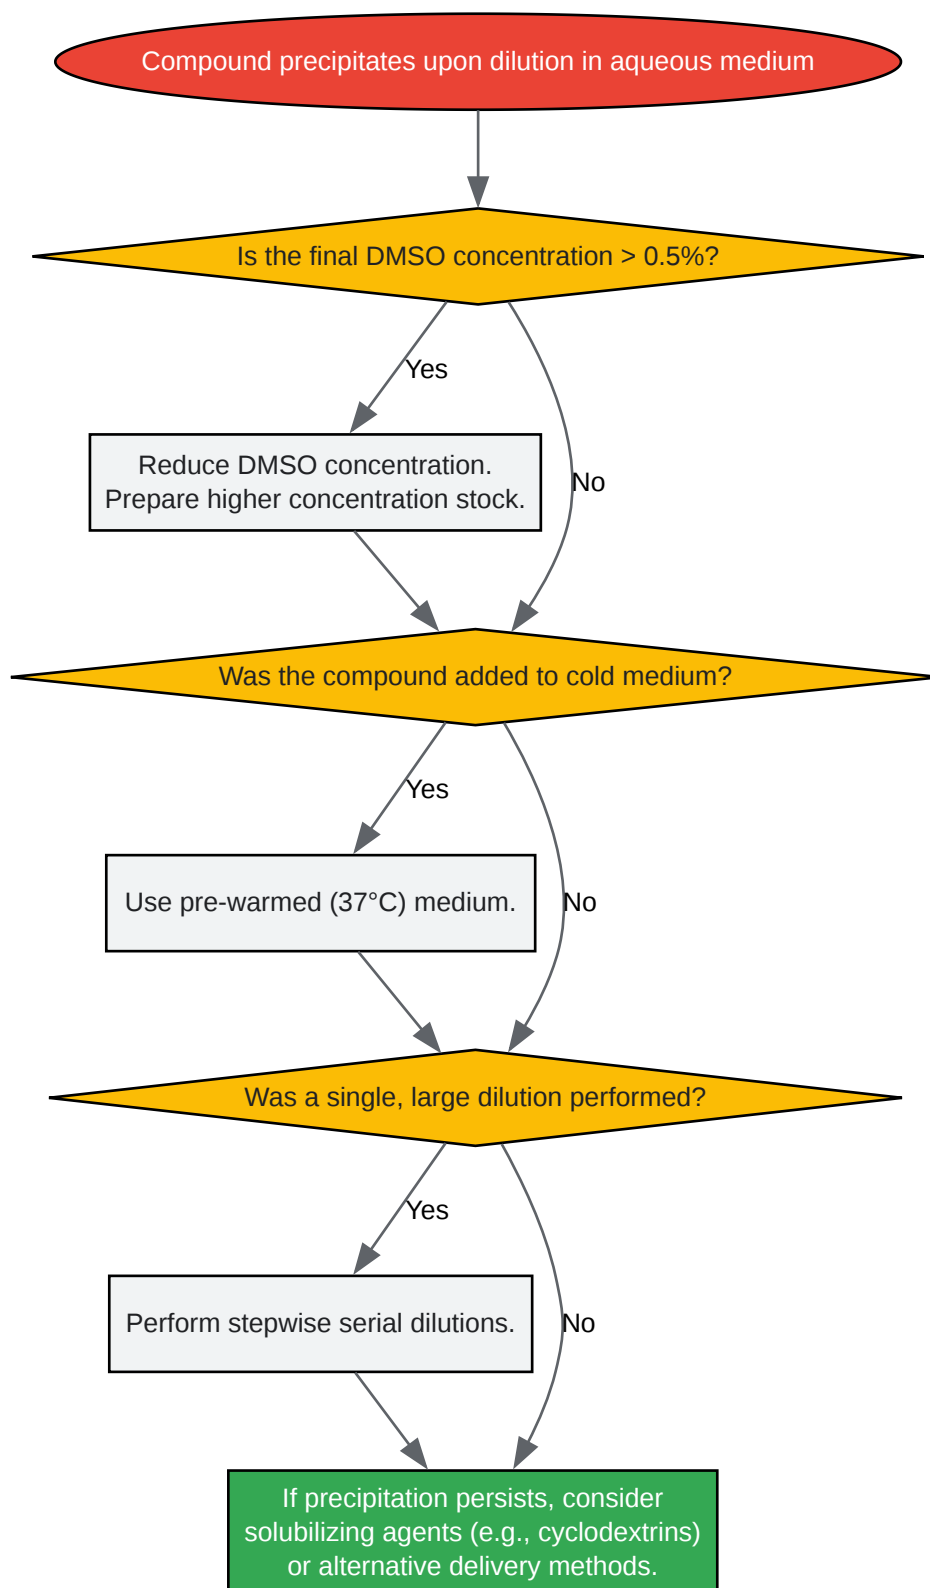 Compound precipitates upon dilution in aqueous medium
Is the final DMSO concentration > 0.5%?
Yes
Reduce DMSO concentration.
Prepare higher concentration stock.
No
Was the compound added to cold medium?
Yes
Use pre-warmed (37°C) medium.
No
Was a single, large dilution performed?
Yes
Perform stepwise serial dilutions.
No
If precipitation persists, consider
solubilizing agents (e.g., cyclodextrins)
or alternative delivery methods.